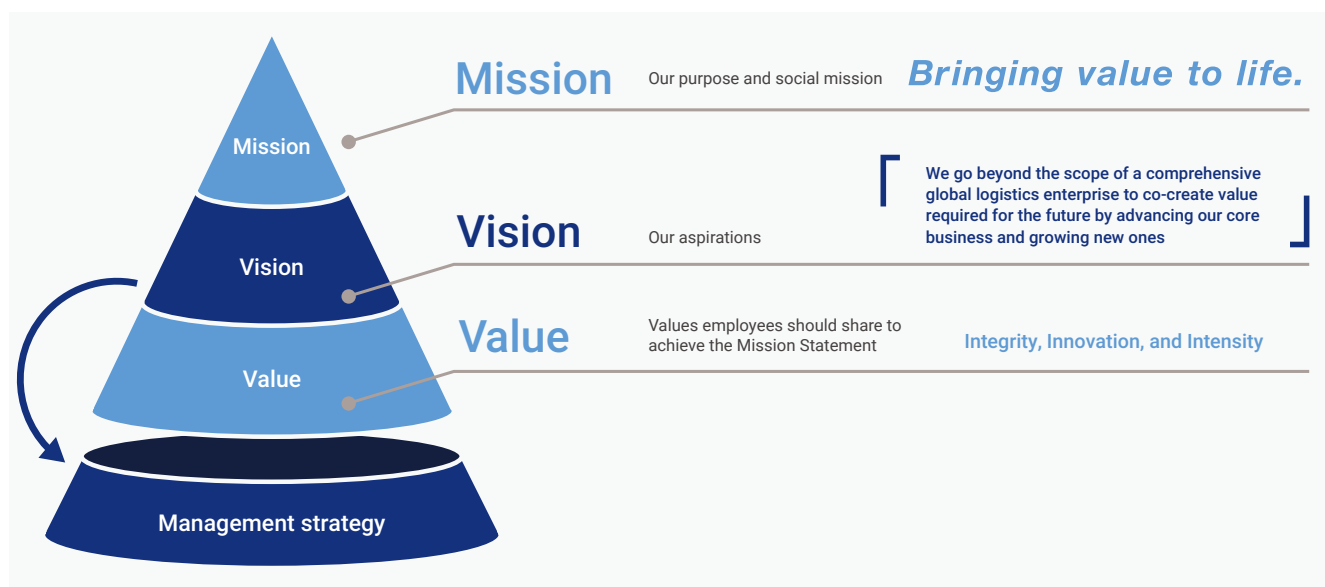 Mission
Our purpose and social mission
Bringing value to life.
Mission
We go beyond the scope of a comprehensive
global logistics enterprise to co-create value
required for the future by advancing our core
business and growing new ones
Vision
Our aspirations
Vision
Value
Values employees should share to
achieve the Mission Statement
Integrity, Innovation, and Intensity
Value
Management strategy